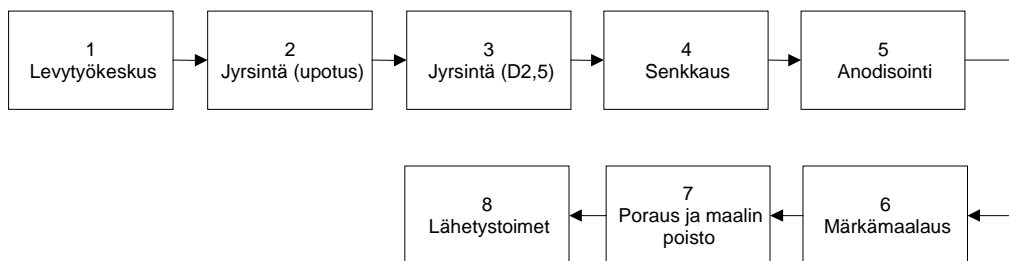 1
Levytyökeskus
2
Jyrsintä (upotus)
3
Jyrsintä (D2,5)
4
Senkkaus
5
Anodisointi
6
Märkämaalaus
7
Poraus ja maalin
poisto
8
Lähetystoimet